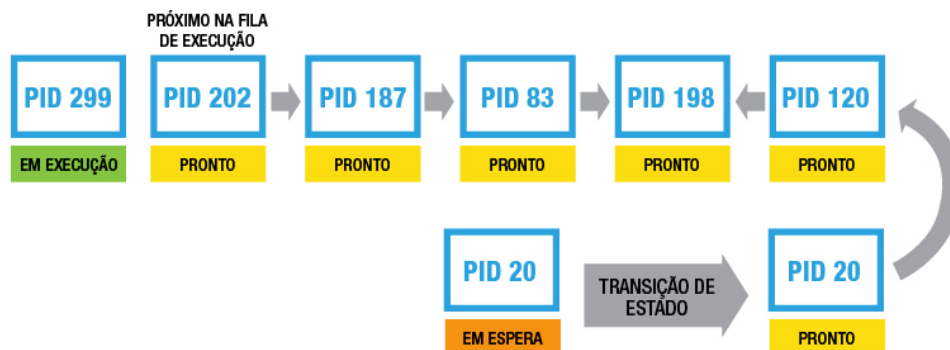 PRÓXIMO NA FILA
DE EXECUÇÃO
PID 299
PID 202
PID 187
PID 83
PID 198
PID 120
EM EXECUÇÃO
PRONTO
PRONTO
PRONTO
PRONTO
PRONTO
PID 20
TRANSIÇÃO DE
ESTADO
PID 20
EM ESPERA
PRONTO